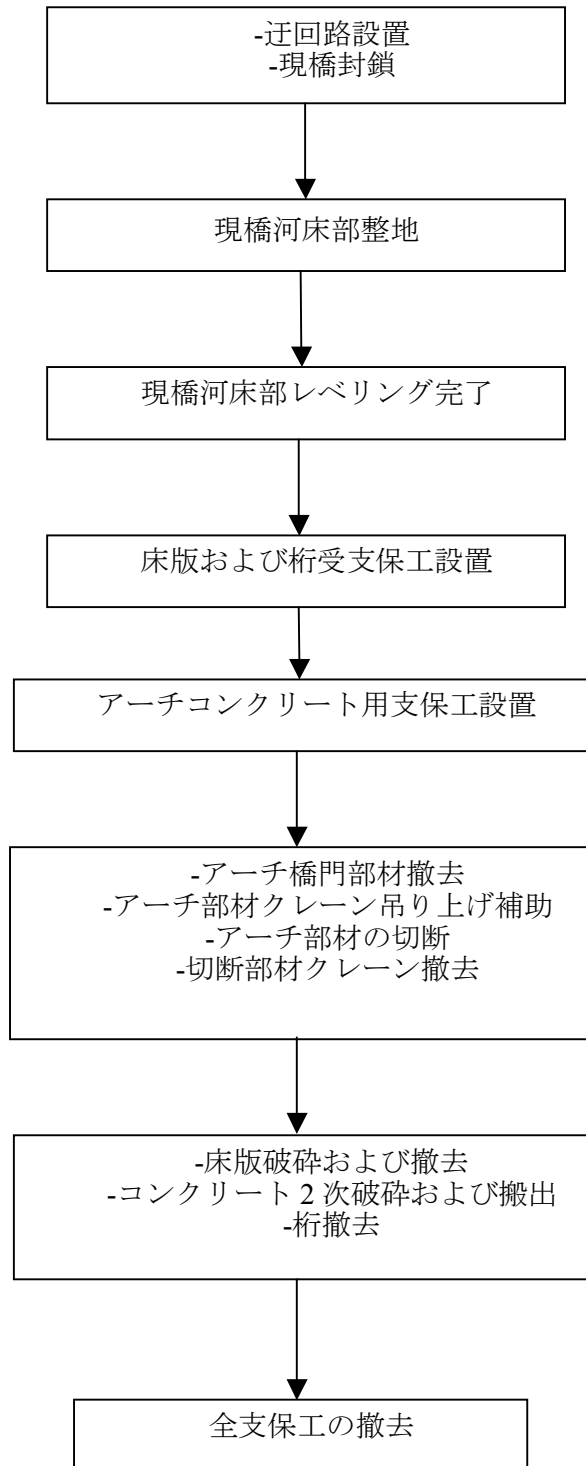 -迂回路設置
-現橋封鎖
現橋河床部整地
現橋河床部レベリング完了
床版および桁受支保工設置
アーチコンクリート用支保工設置
-アーチ橋門部材撤去
-アーチ部材クレーン吊り上げ補助
-アーチ部材の切断
-切断部材クレーン撤去
-床版破砕および撤去
-コンクリート 2 次破砕および搬出
-桁撤去
全支保工の撤去